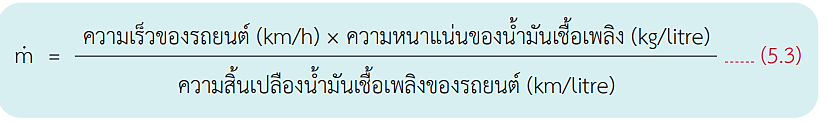 ความเร็วของรถยนต์ (km/h) × ความหนาแน่นของน้ำมันเชื้อเพลิง (kg/litre)
ṁ = ...... (5.3)
ความสิ้นเปลืองน้ำมันเชื้อเพลิงของรถยนต์ (km/litre)